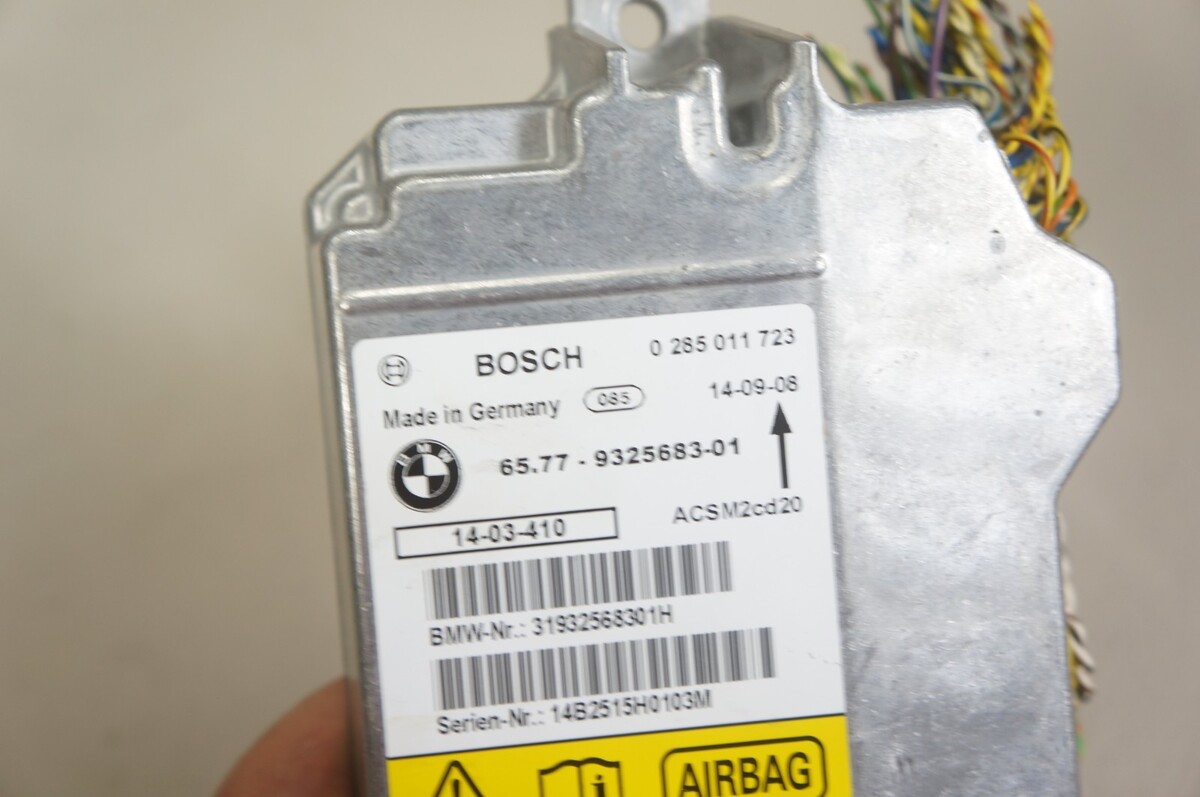 BOSCH 0 285 011 723
Made in Germany 085 14-09-08
BMW 65.77 - 9325683-01
14-03-410 ACSM2cd20
BMW-Nr.: 31932568301H
Serien-Nr.: 14B2515H0103M
AIRBAG